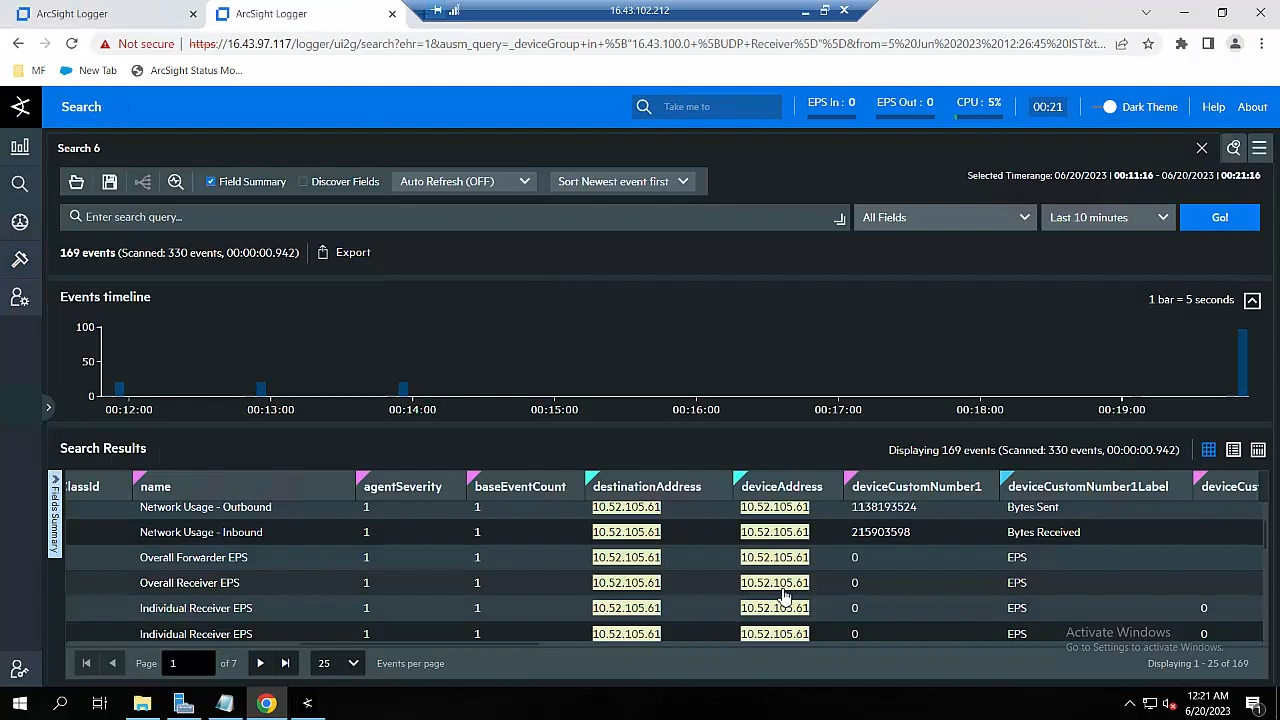 ArcSight Logger
ArcSight Logger
16.43.102.212
Not secure
https://16.43.97.117/logger/ui2g/search?ehr=1&ausm_query=_deviceGroup+in+%5B"16.43.100.0+%5BUDP+Receiver%5D"%5D&from=5%20Jun%202023%2012:26:45%20IST&t...
MF
New Tab
ArcSight Status Mo...
Search
Take me to
EPS In : 0
EPS Out : 0
CPU : 5%
00:21
Dark Theme
Help
About
Search 6
Field Summary
Discover Fields
Auto Refresh (OFF)
Sort Newest event first
Selected Timerange: 06/20/2023 | 00:11:16 - 06/20/2023 | 00:21:16
Enter search query...
All Fields
Last 10 minutes
Go!
169 events (Scanned: 330 events, 00:00:00.942)
Export
Events timeline
1 bar = 5 seconds
100
50
0
00:12:00 00:13:00 00:14:00 00:15:00 00:16:00 00:17:00 00:18:00 00:19:00
Search Results
Displaying 169 events (Scanned: 330 events, 00:00:00.942)
Fields Summary
lassId name agentSeverity baseEventCount destinationAddress deviceAddress deviceCustomNumber1 deviceCustomNumber1Label deviceCus
Network Usage - Outbound 1 1 10.52.105.61 10.52.105.61 1138193524 Bytes Sent
Network Usage - Inbound 1 1 10.52.105.61 10.52.105.61 215903598 Bytes Received
Overall Forwarder EPS 1 1 10.52.105.61 10.52.105.61 0 EPS
Overall Receiver EPS 1 1 10.52.105.61 10.52.105.61 0 EPS
Individual Receiver EPS 1 1 10.52.105.61 10.52.105.61 0 EPS 0
Individual Receiver EPS 1 1 10.52.105.61 10.52.105.61 0 EPS 0
Activate Windows
Go to Settings to activate Windows.
Page 1 of 7
25
Events per page
Displaying 1 - 25 of 169
12:21 AM
6/20/2023
1